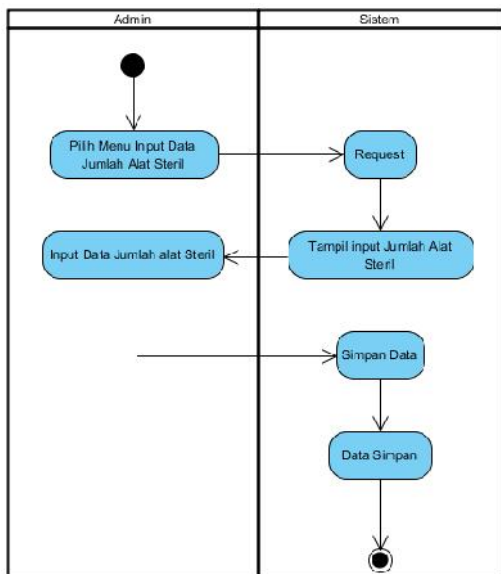 Admin
Sistem
Pilih Menu Input Data
Jumlah Alat Steril
Request
Input Data Jumlah alat Steril
Tampil input Jumlah Alat
Steril
Simpan Data
Data Simpan